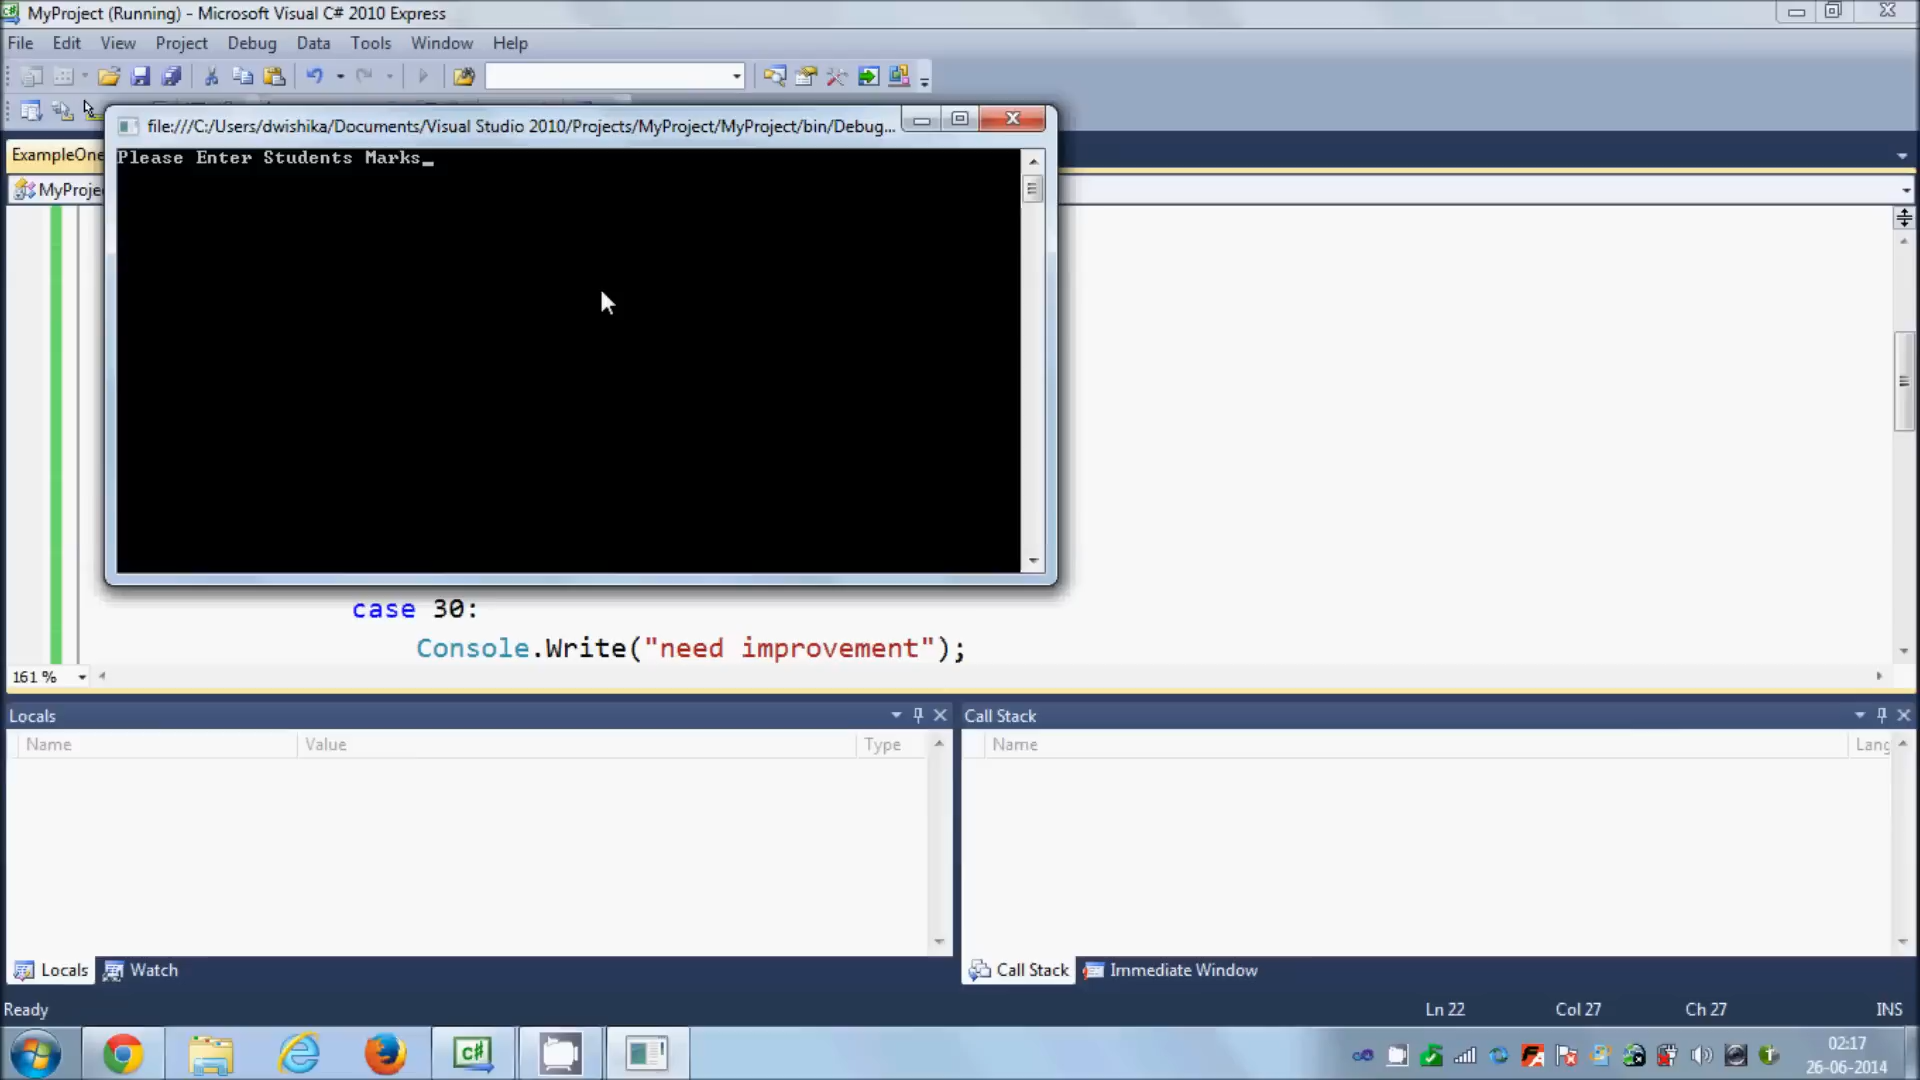 MyProject (Running) - Microsoft Visual C# 2010 Express
File Edit View Project Debug Data Tools Window Help
file:///C:/Users/dwishika/Documents/Visual Studio 2010/Projects/MyProject/MyProject/bin/Debug...
ExampleOne
Please Enter Students Marks_
MyProje
case 30:
Console.Write("need improvement");
161 %
Locals
Call Stack
Name Value Type
Name Lang
Locals Watch
Call Stack Immediate Window
Ready
Ln 22 Col 27 Ch 27 INS
02:17
26-06-2014